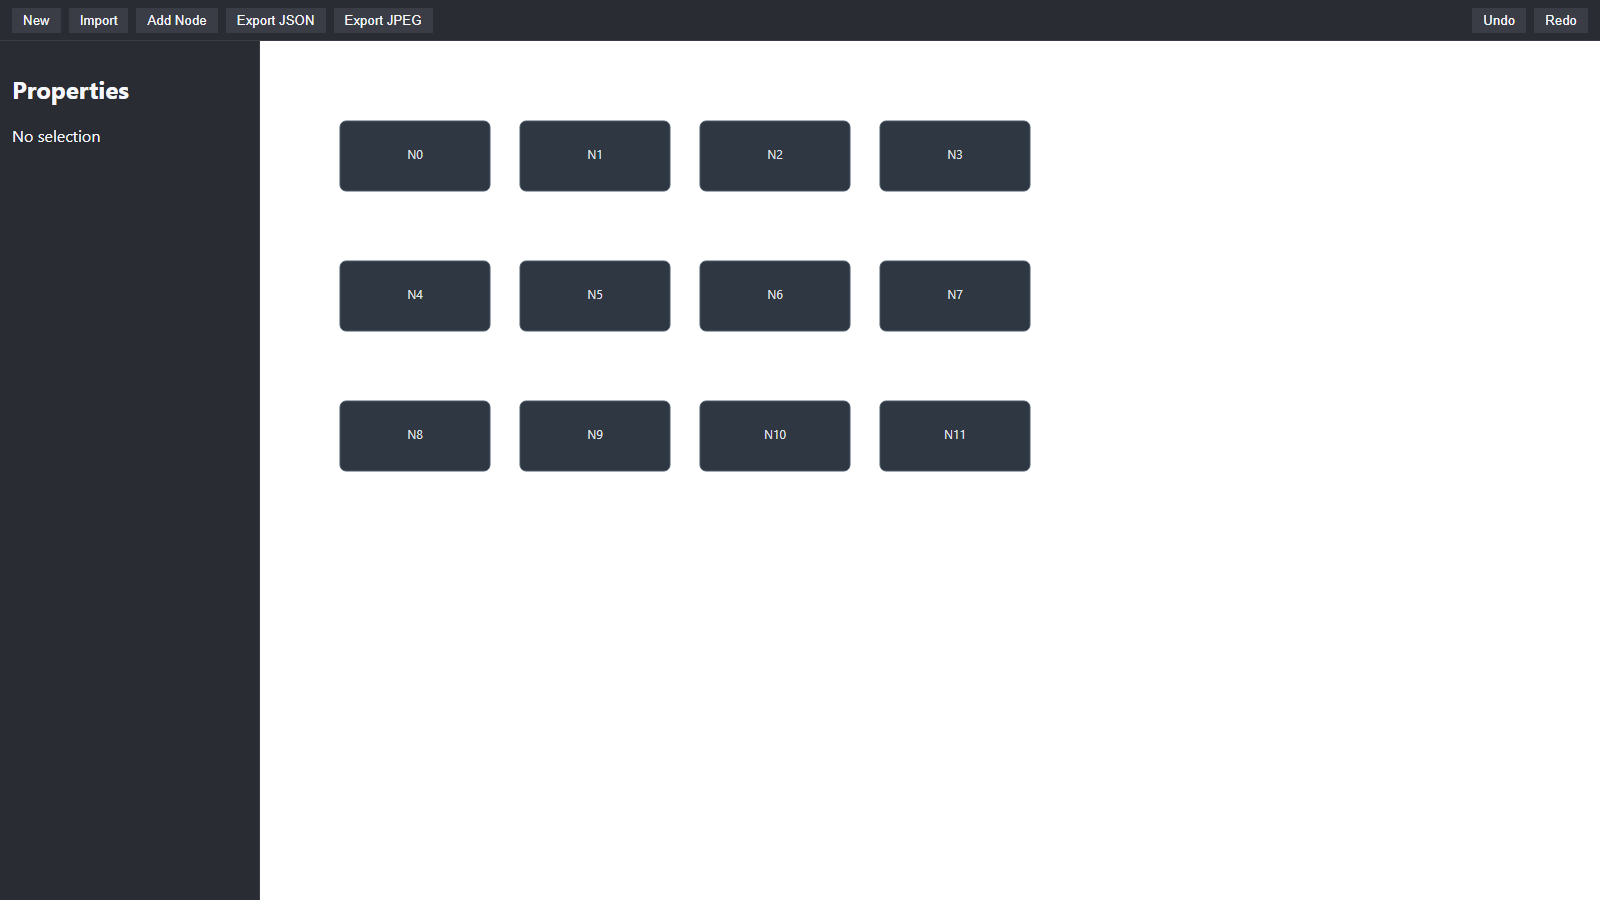 New Import Add Node Export JSON Export JPEG Undo Redo
Properties
No selection
N0 N1 N2 N3
N4 N5 N6 N7
N8 N9 N10 N11